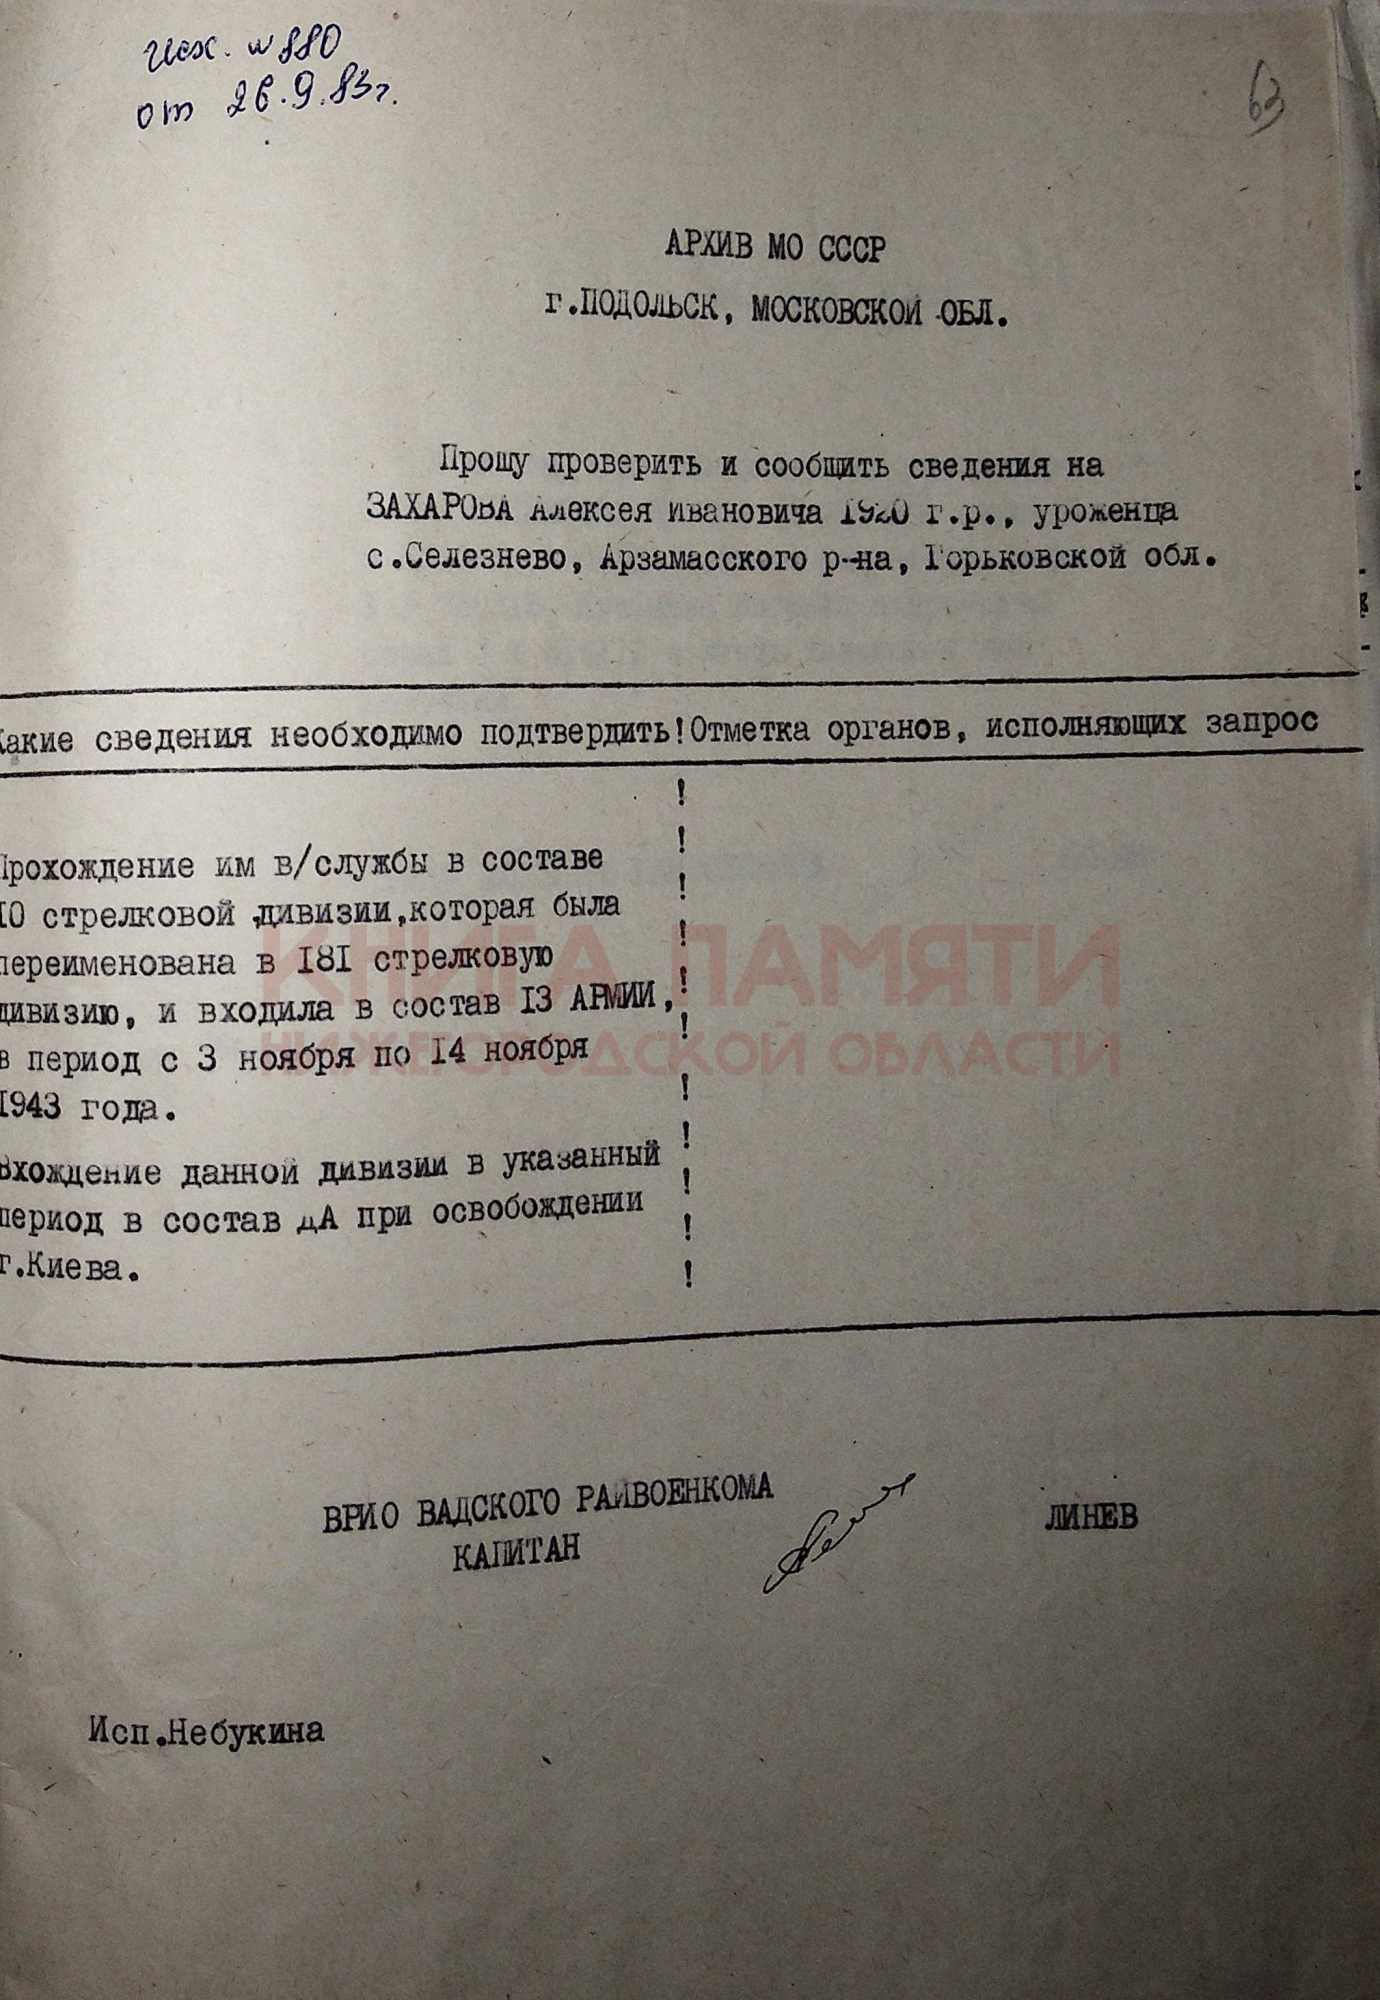 Исх. №880
от 26.9.83г.
63
АРХИВ МО СССР
г.ПОДОЛЬСК, МОСКОВСКОЙ ОБЛ.
Прошу проверить и сообщить сведения на
ЗАХАРОВА Алексея Ивановича 1920 г.р., уроженца
с.Селезнево, Арзамасского р-на, Горьковской обл.
Какие сведения необходимо подтвердить!Отметка органов, исполняющих запрос
!
!
Прохождение им в/службы в составе
!
10 стрелковой дивизии,которая была
!
переименована в 181 стрелковую
!
дивизию, и входила в состав 13 АРМИИ,
!
в период с 3 ноября по 14 ноября
!
1943 года.
!
Вхождение данной дивизии в указанный
!
период в состав ДА при освобождении
!
г.Киева.
!
КНИГА ПАМЯТИ
НИЖЕГОРОДСКОЙ ОБЛАСТИ
ВРИО ВАДСКОГО РАЙВОЕНКОМА
КАПИТАН
ЛИНЕВ
Исп.Небукина